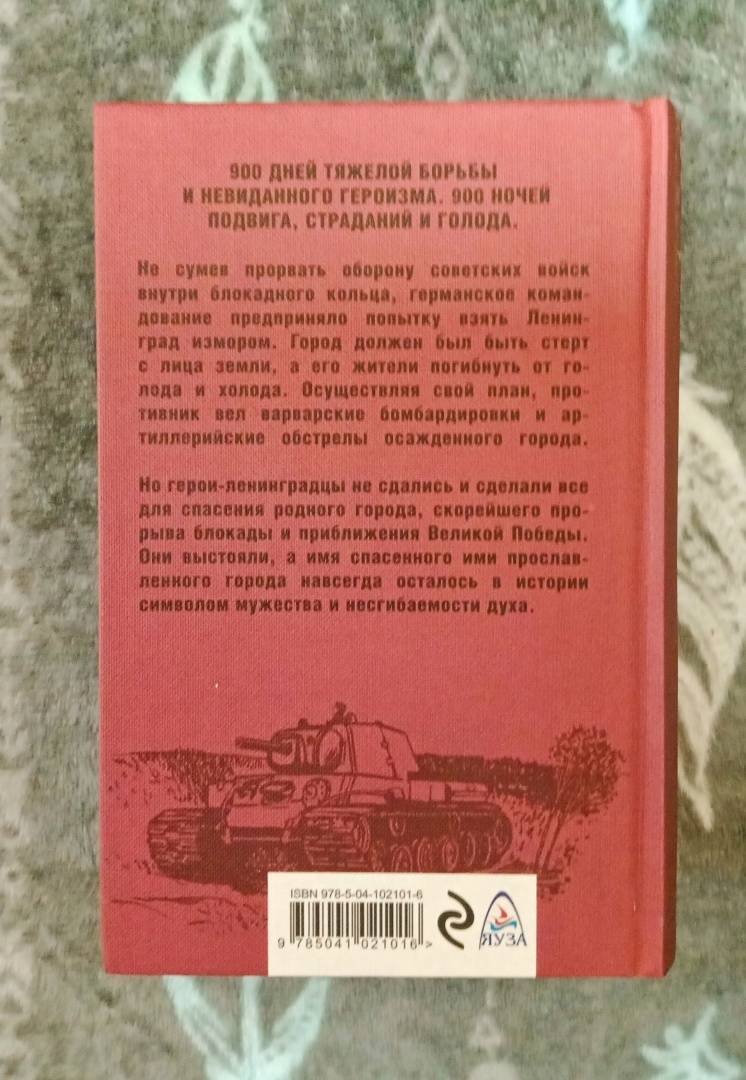 900 ДНЕЙ ТЯЖЕЛОЙ БОРЬБЫ
И НЕВИДАННОГО ГЕРОИЗМА. 900 НОЧЕЙ
ПОДВИГА, СТРАДАНИЙ И ГОЛОДА.
Не сумев прорвать оборону советских войск
внутри блокадного кольца, германское коман-
дование предприняло попытку взять Ленин-
град измором. Город должен был быть стерт
с лица земли, а его жители погибнуть от го-
лода и холода. Осуществляя свой план, про-
тивник вел варварские бомбардировки и ар-
тиллерийские обстрелы осажденного города.
Но герои-ленинградцы не сдались и сделали все
для спасения родного города, скорейшего про-
рыва блокады и приближения Великой Победы.
Они выстояли, а имя спасенного ими прослав-
ленного города навсегда осталось в истории
символом мужества и несгибаемости духа.
ISBN 978-5-04-102101-6
9 785041 021016 >
ЯУЗА